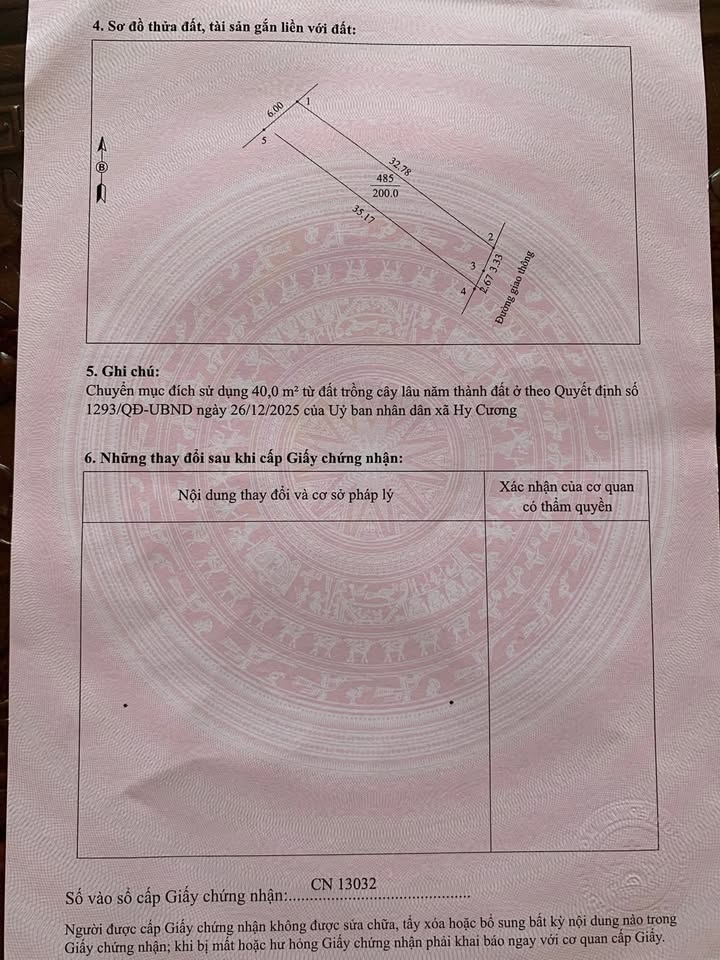 4. Sơ đồ thửa đất, tài sản gắn liền với đất:
6.00
1
5
B
32.78
485
200.0
35.17
2
3
3.33
4
2.67
Đường giao thông
5. Ghi chú:
Chuyển mục đích sử dụng 40,0 m² từ đất trồng cây lâu năm thành đất ở theo Quyết định số
1293/QĐ-UBND ngày 26/12/2025 của Uỷ ban nhân dân xã Hy Cương
6. Những thay đổi sau khi cấp Giấy chứng nhận:
Nội dung thay đổi và cơ sở pháp lý
Xác nhận của cơ quan
có thẩm quyền
CN 13032
Số vào sổ cấp Giấy chứng nhận:
Người được cấp Giấy chứng nhận không được sửa chữa, tẩy xóa hoặc bổ sung bất kỳ nội dung nào trong
Giấy chứng nhận; khi bị mất hoặc hư hỏng Giấy chứng nhận phải khai báo ngay với cơ quan cấp Giấy.